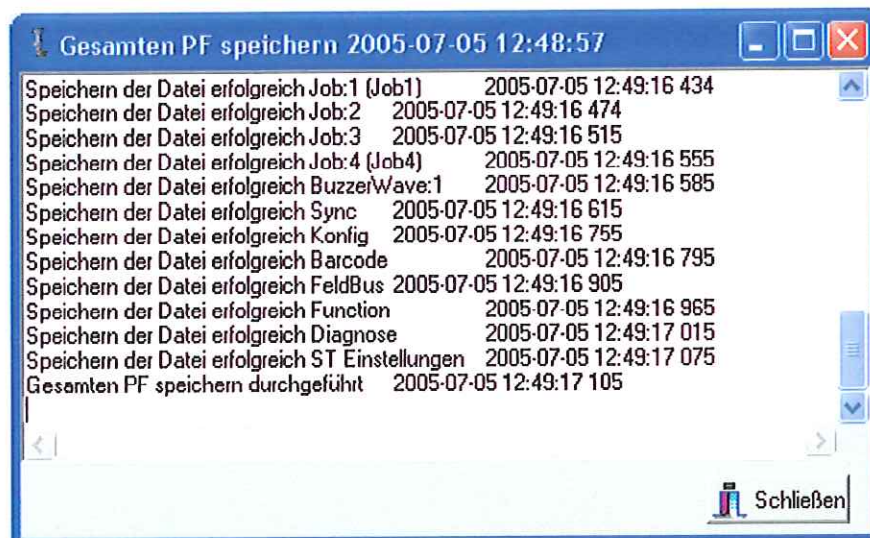 Gesamten PF speichern 2005-07-05 12:48:57
Speichern der Datei erfolgreich Job:1 (Job1) 2005-07-05 12:49:16 434
Speichern der Datei erfolgreich Job:2 2005-07-05 12:49:16 474
Speichern der Datei erfolgreich Job:3 2005-07-05 12:49:16 515
Speichern der Datei erfolgreich Job:4 (Job4) 2005-07-05 12:49:16 555
Speichern der Datei erfolgreich BuzzerWave:1 2005-07-05 12:49:16 585
Speichern der Datei erfolgreich Sync 2005-07-05 12:49:16 615
Speichern der Datei erfolgreich Konfig 2005-07-05 12:49:16 755
Speichern der Datei erfolgreich Barcode 2005-07-05 12:49:16 795
Speichern der Datei erfolgreich FeldBus 2005-07-05 12:49:16 905
Speichern der Datei erfolgreich Function 2005-07-05 12:49:16 965
Speichern der Datei erfolgreich Diagnose 2005-07-05 12:49:17 015
Speichern der Datei erfolgreich ST Einstellungen 2005-07-05 12:49:17 075
Gesamten PF speichern durchgeführt 2005-07-05 12:49:17 105
Schließen